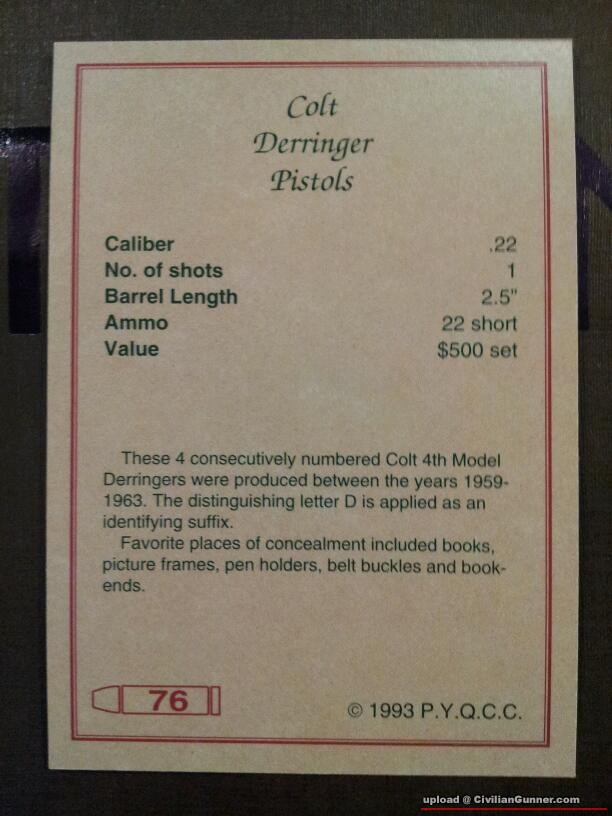 Colt
Derringer
Pistols
Caliber .22
No. of shots 1
Barrel Length 2.5"
Ammo 22 short
Value $500 set
These 4 consecutively numbered Colt 4th Model
Derringers were produced between the years 1959-
1963. The distinguishing letter D is applied as an
identifying suffix.
Favorite places of concealment included books,
picture frames, pen holders, belt buckles and book-
ends.
76
© 1993 P.Y.Q.C.C.
upload @ CivilianGunner.com